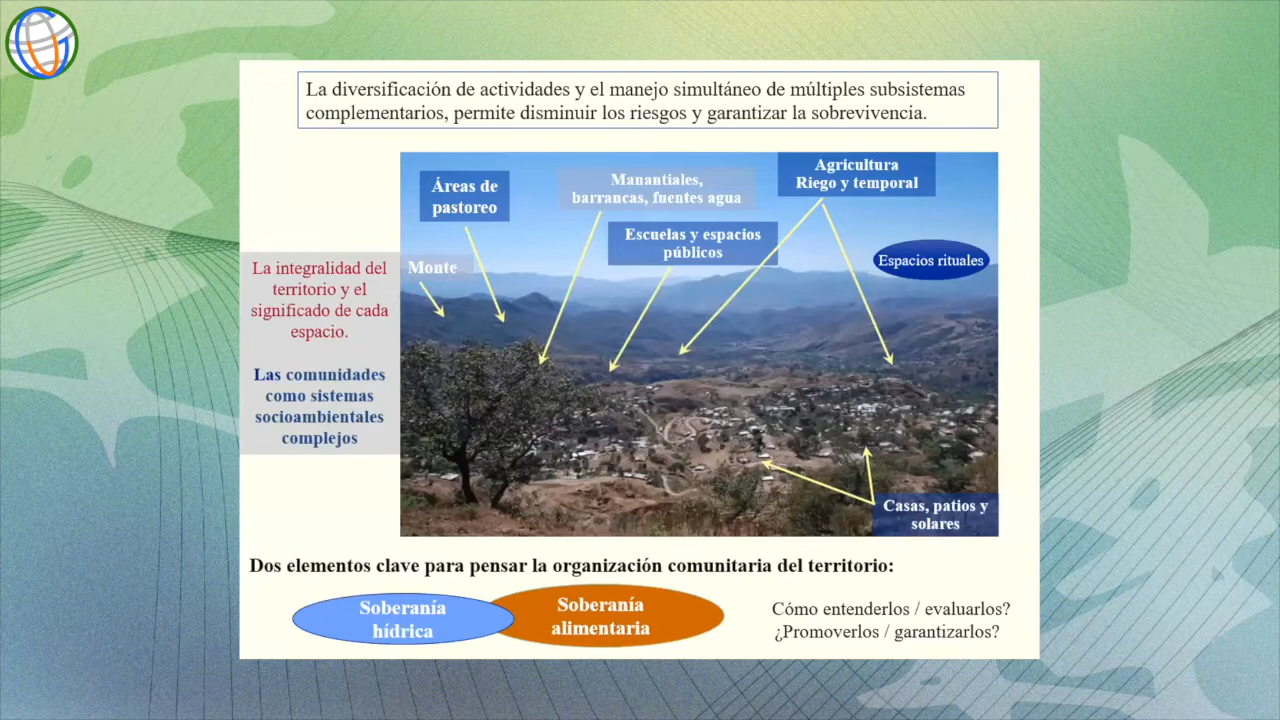 La diversificación de actividades y el manejo simultáneo de múltiples subsistemas
complementarios, permite disminuir los riesgos y garantizar la sobrevivencia.
Áreas de
pastoreo
Manantiales,
barrancas, fuentes agua
Agricultura
Riego y temporal
Escuelas y espacios
públicos
Espacios rituales
Monte
La integralidad del
territorio y el
significado de cada
espacio.
Las comunidades
como sistemas
socioambientales
complejos
Casas, patios y
solares
Dos elementos clave para pensar la organización comunitaria del territorio:
Soberanía
hídrica
Soberanía
alimentaria
Cómo entenderlos / evaluarlos?
¿Promoverlos / garantizarlos?